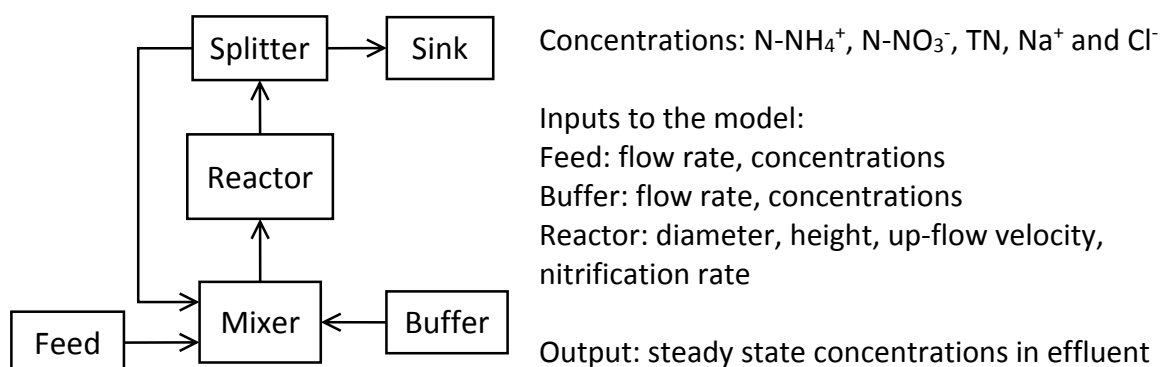 Splitter
Sink
Reactor
Mixer
Buffer
Feed
Concentrations: N-NH₄⁺, N-NO₃⁻, TN, Na⁺ and Cl⁻
Inputs to the model:
Feed: flow rate, concentrations
Buffer: flow rate, concentrations
Reactor: diameter, height, up-flow velocity,
nitrification rate
Output: steady state concentrations in effluent